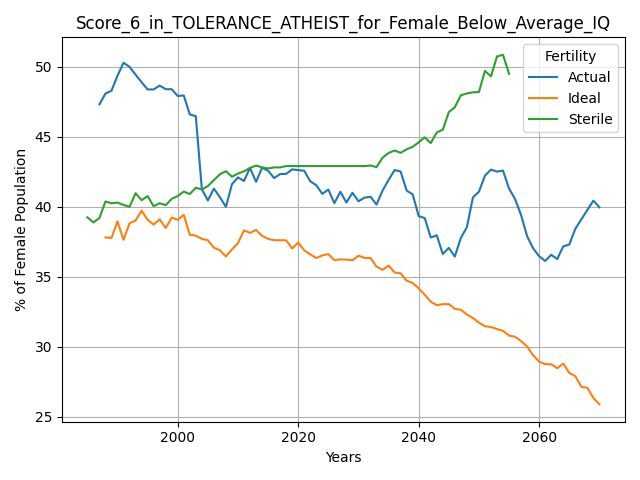 Score_6_in_TOLERANCE_ATHEIST_for_Female_Below_Average_IQ
Fertility
Actual
Ideal
Sterile
% of Female Population
50
45
40
35
30
25
2000 2020 2040 2060
Years